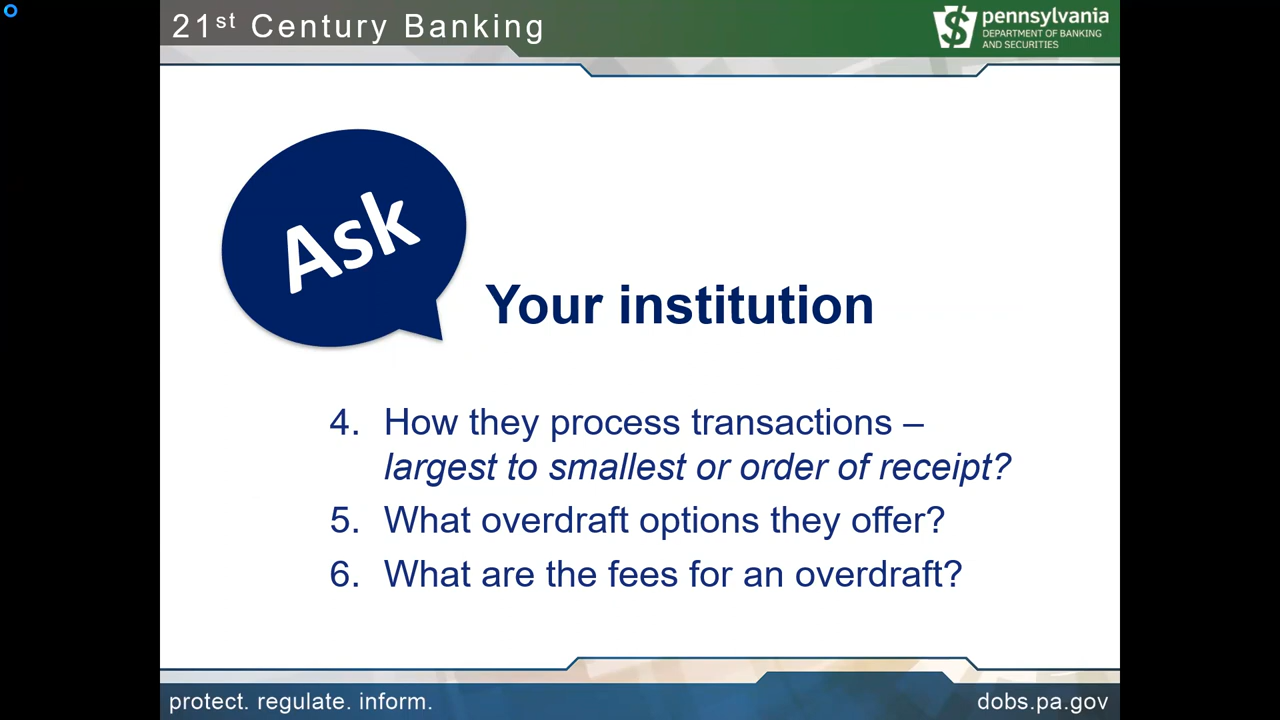 21st Century Banking
pennsylvania
DEPARTMENT OF BANKING
AND SECURITIES
Ask
Your institution
4. How they process transactions –
largest to smallest or order of receipt?
5. What overdraft options they offer?
6. What are the fees for an overdraft?
protect. regulate. inform.
dobs.pa.gov